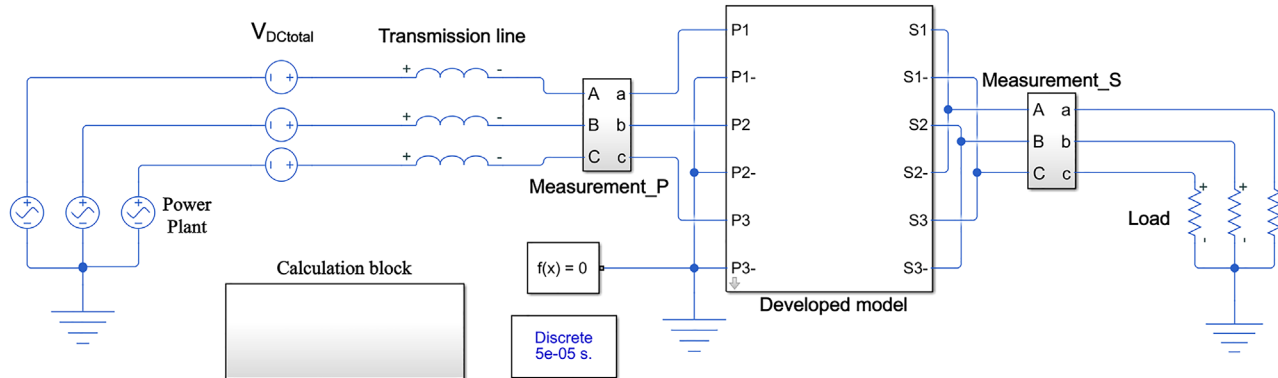 V_DCtotal
Transmission line
+ -
+ -
+ -
A a
B b
C c
Measurement_P
Power
Plant
P1 S1
P1- S1-
P2 S2
P2- S2-
P3 S3
P3- S3-
Developed model
Measurement_S
A a
B b
C c
Load
+ +
- -
Calculation block
f(x) = 0
Discrete
5e-05 s.